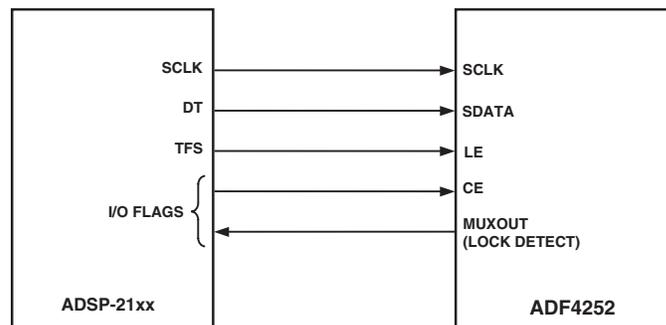 SCLK
SCLK
DT
SDATA
TFS
LE
CE
I/O FLAGS
MUXOUT
(LOCK DETECT)
ADSP-21xx
ADF4252